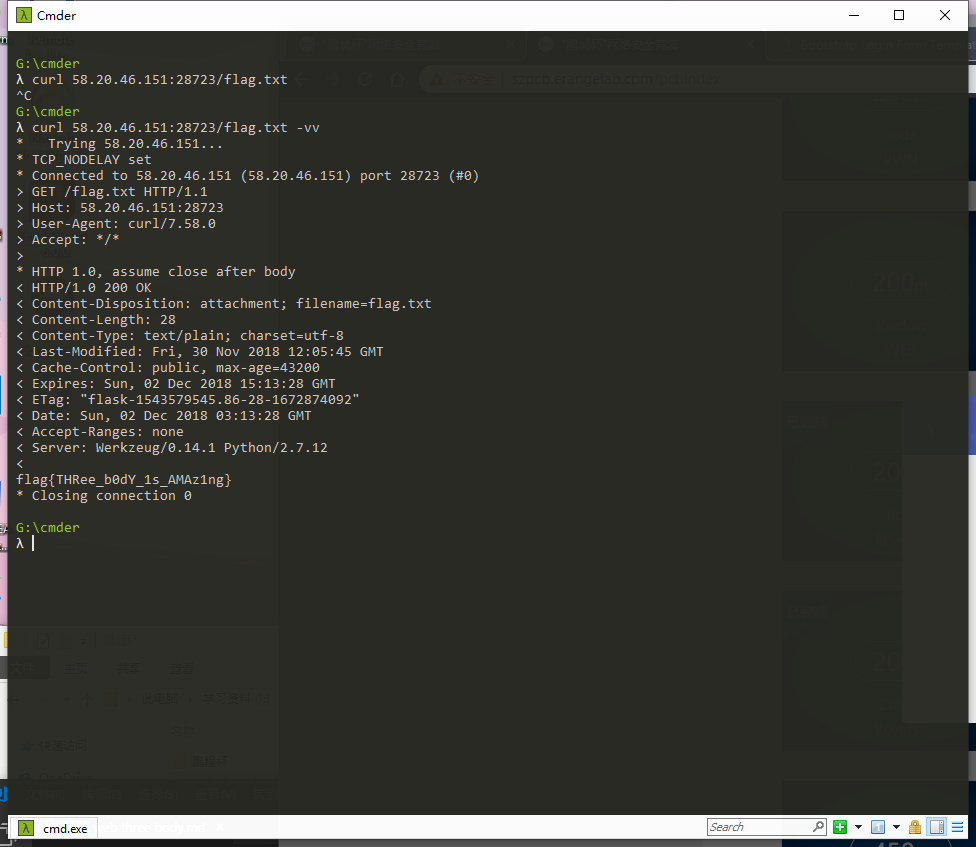 Cmder
G:\cmder
λ curl 58.20.46.151:28723/flag.txt
^C
G:\cmder
λ curl 58.20.46.151:28723/flag.txt -vv
*   Trying 58.20.46.151...
* TCP_NODELAY set
* Connected to 58.20.46.151 (58.20.46.151) port 28723 (#0)
> GET /flag.txt HTTP/1.1
> Host: 58.20.46.151:28723
> User-Agent: curl/7.58.0
> Accept: */*
>
* HTTP 1.0, assume close after body
< HTTP/1.0 200 OK
< Content-Disposition: attachment; filename=flag.txt
< Content-Length: 28
< Content-Type: text/plain; charset=utf-8
< Last-Modified: Fri, 30 Nov 2018 12:05:45 GMT
< Cache-Control: public, max-age=43200
< Expires: Sun, 02 Dec 2018 15:13:28 GMT
< ETag: "flask-1543579545.86-28-1672874092"
< Date: Sun, 02 Dec 2018 03:13:28 GMT
< Accept-Ranges: none
< Server: Werkzeug/0.14.1 Python/2.7.12
<
flag{THRee_b0dY_1s_AMAz1ng}
* Closing connection 0
G:\cmder
λ
cmd.exe
Search